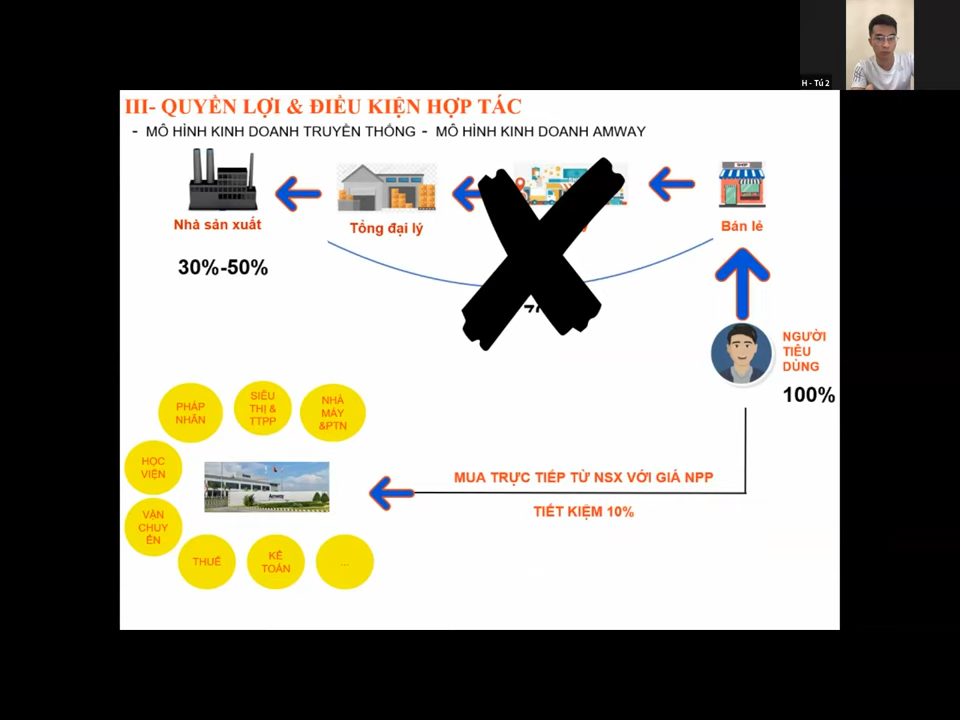 H - Tú 2
III- QUYỀN LỢI & ĐIỀU KIỆN HỢP TÁC
- MÔ HÌNH KINH DOANH TRUYỀN THỐNG - MÔ HÌNH KINH DOANH AMWAY
SHOP
Nhà sản xuất
Tổng đại lý
Bán lẻ
30%-50%
NGƯỜI
TIÊU
DÙNG
100%
PHÁP
NHÂN
SIÊU
THỊ &
TTPP
NHÀ
MÁY
&PTN
HỌC
VIỆN
Amway
MUA TRỰC TIẾP TỪ NSX VỚI GIÁ NPP
TIẾT KIỆM 10%
VẬN
CHUY
ỂN
THUẾ
KẾ
TOÁN
...